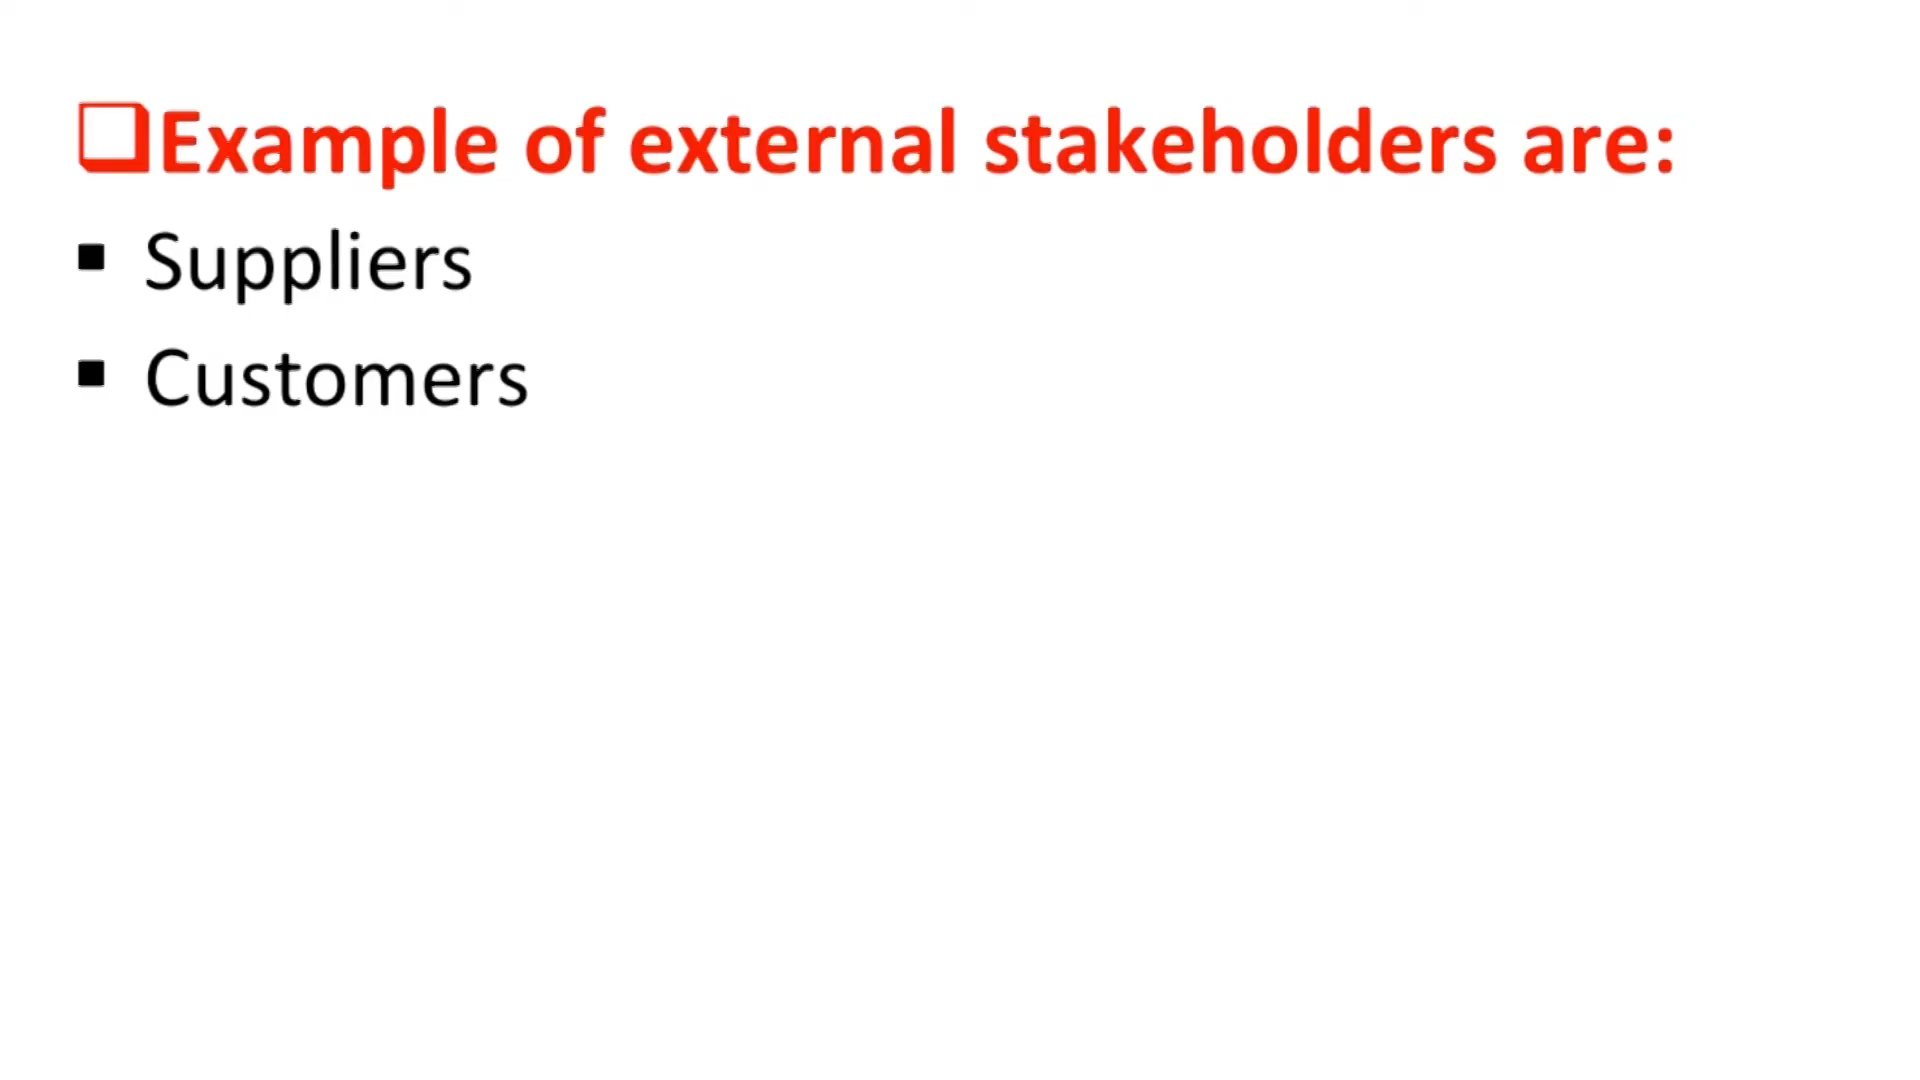 ❑Example of external stakeholders are:
▪ Suppliers
▪ Customers